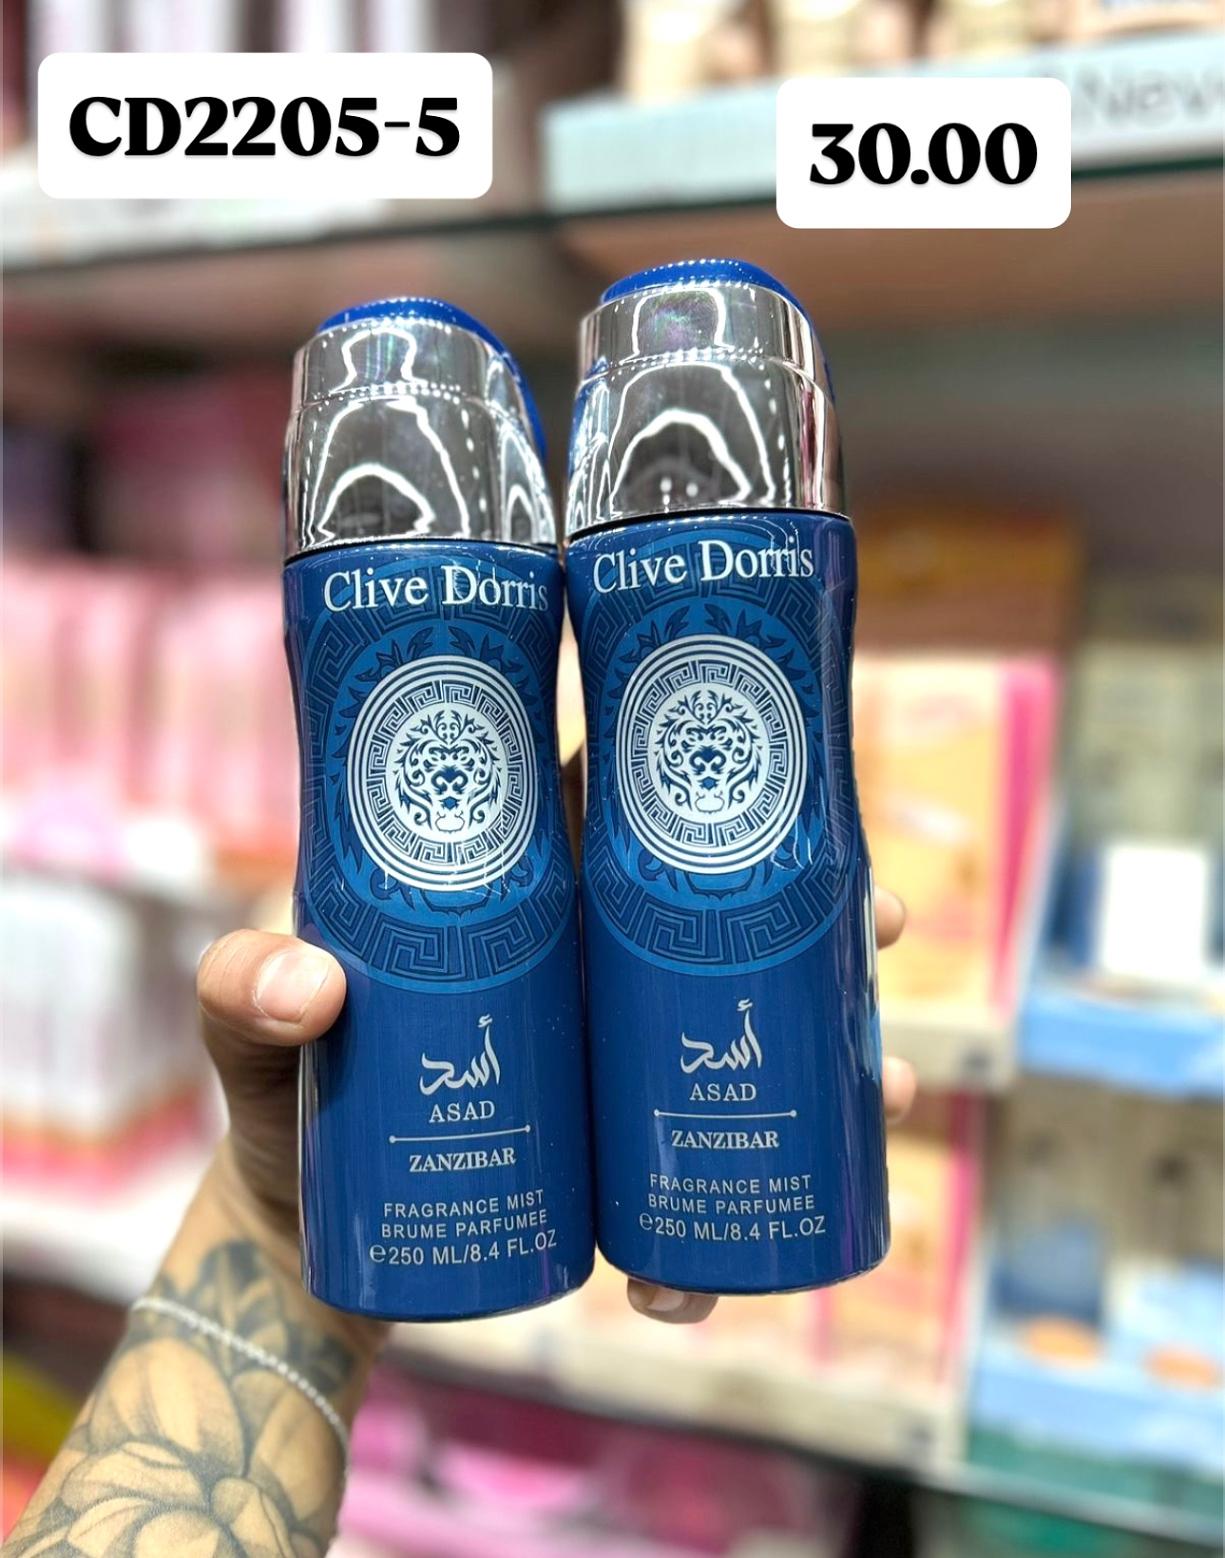 CD2205-5
30.00
Clive Dorris
أسد
ASAD
ZANZIBAR
FRAGRANCE MIST
BRUME PARFUMEE
℮250 ML/8.4 FL.OZ
Clive Dorris
أسد
ASAD
ZANZIBAR
FRAGRANCE MIST
BRUME PARFUMEE
℮250 ML/8.4 FL.OZ